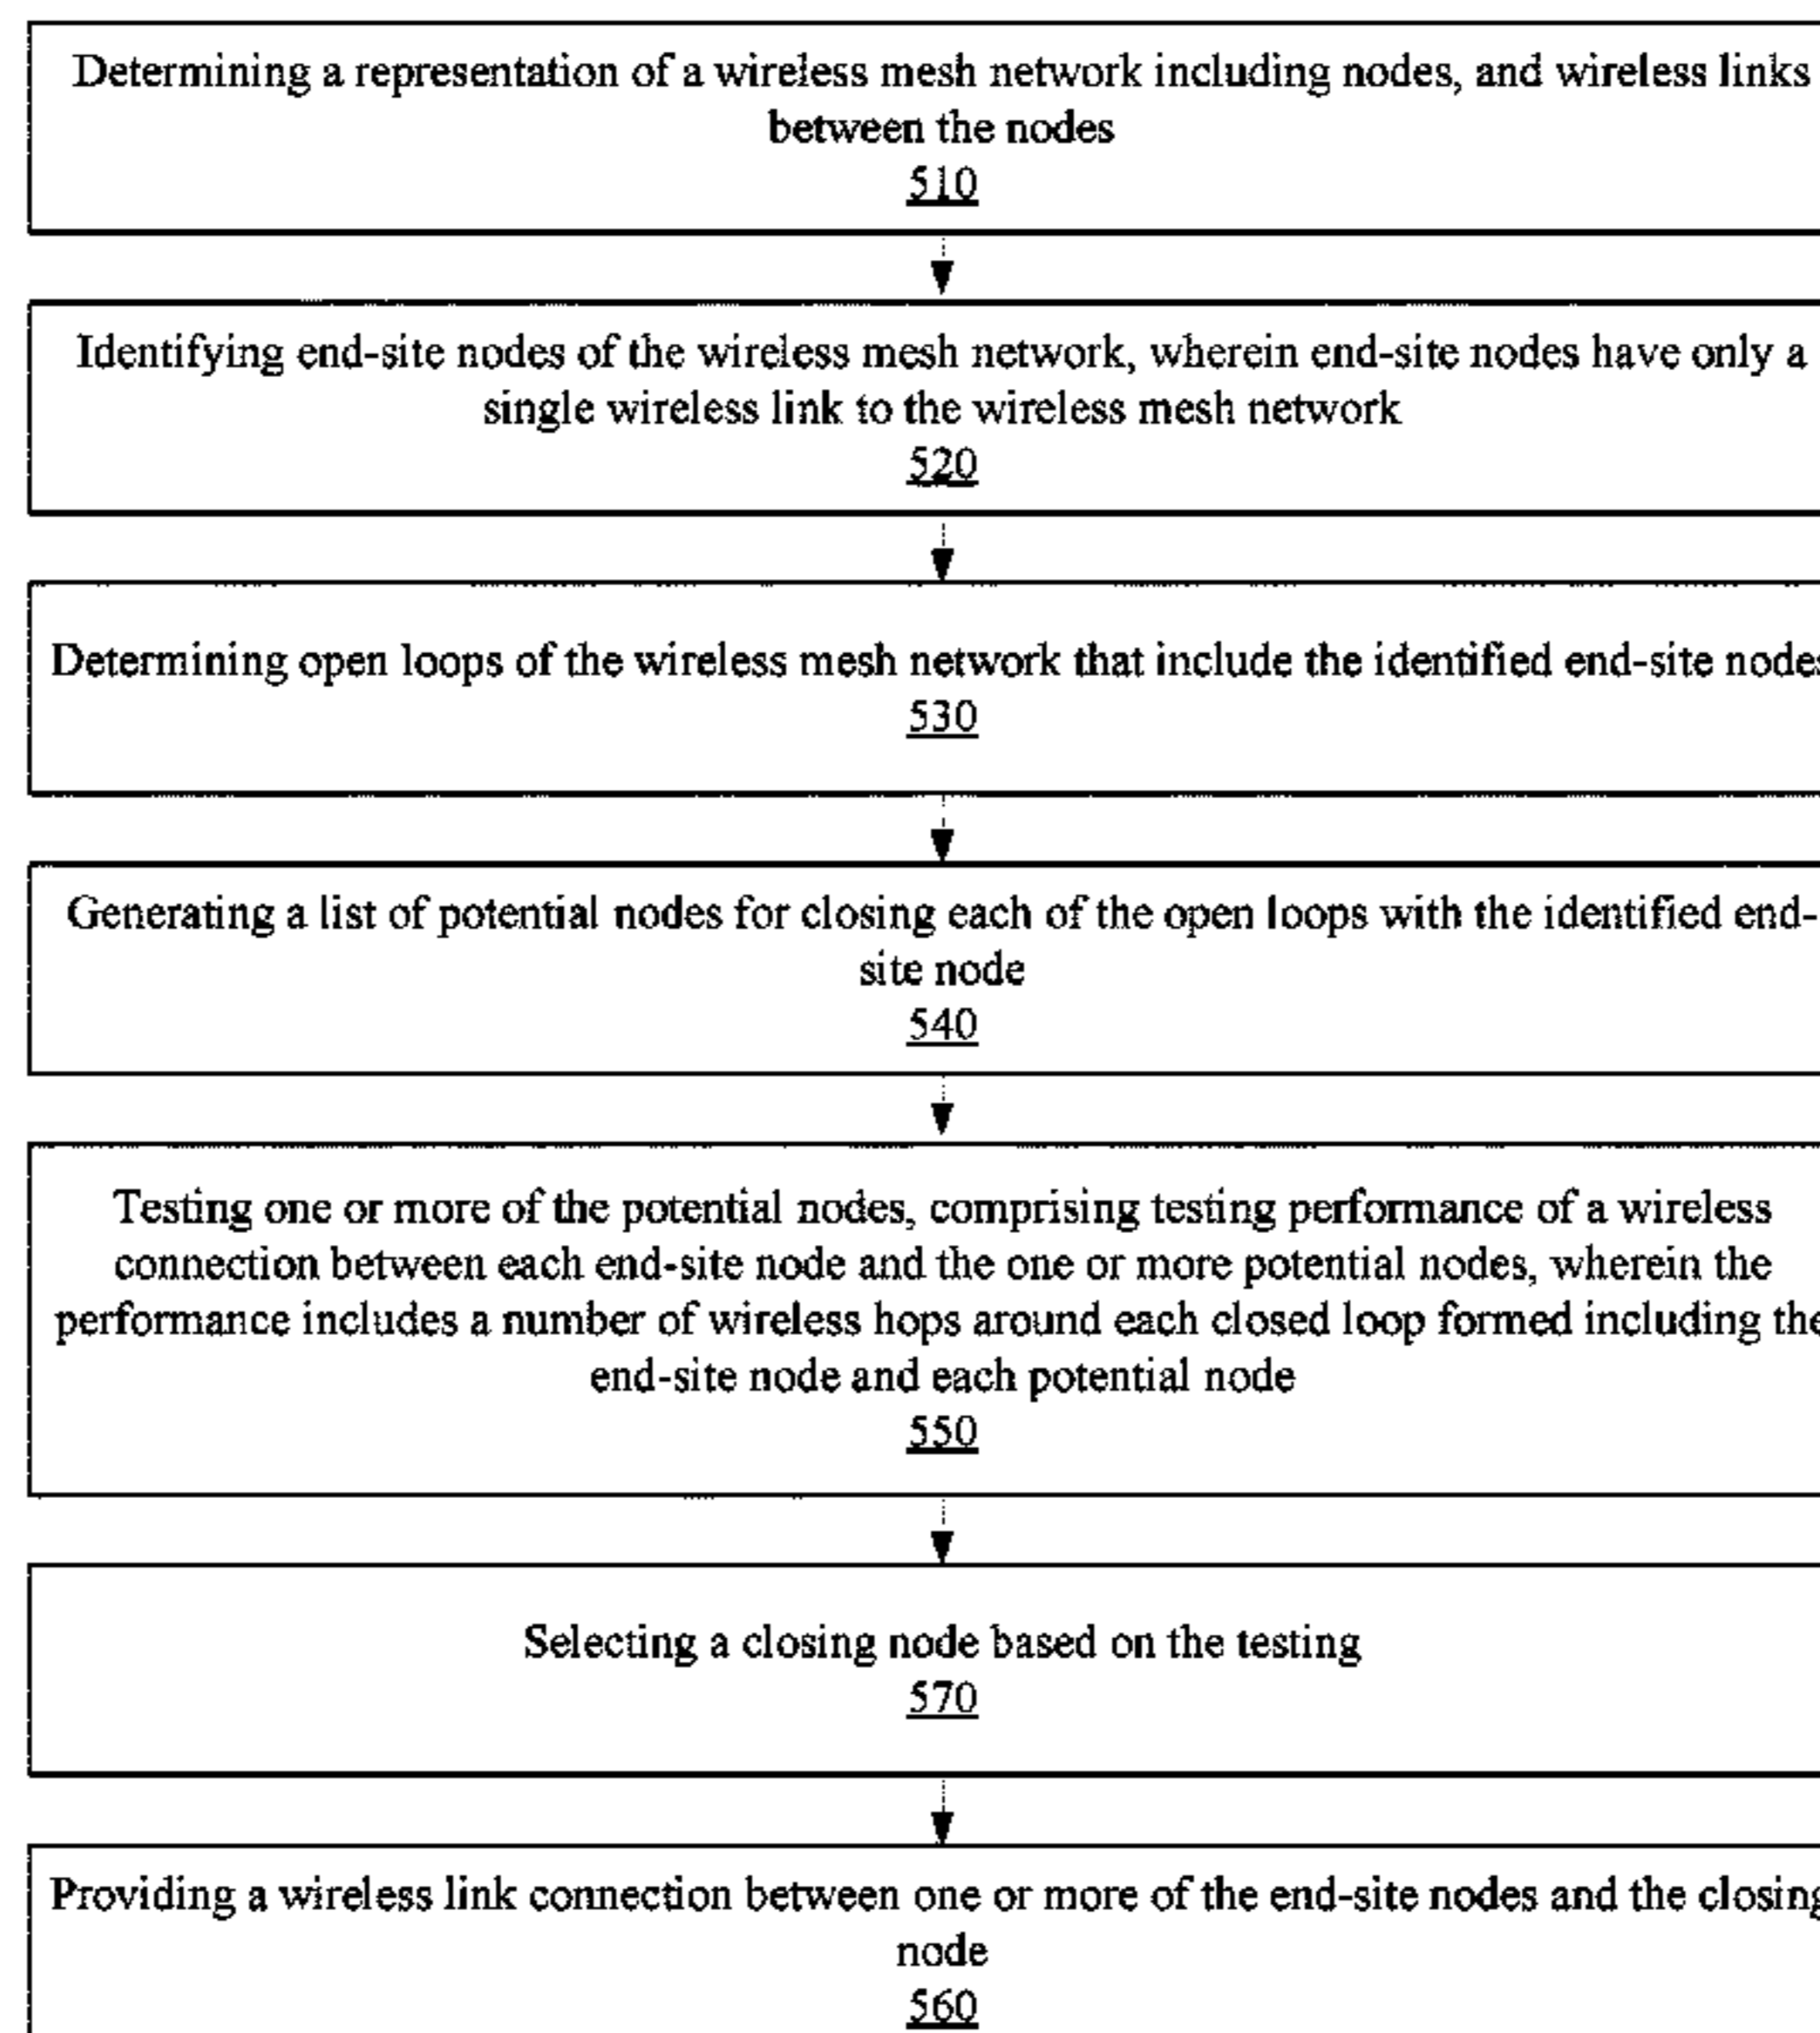 Determining a representation of a wireless mesh network including nodes, and wireless links
between the nodes
510
Identifying end-site nodes of the wireless mesh network, wherein end-site nodes have only a
single wireless link to the wireless mesh network
520
Determining open loops of the wireless mesh network that include the identified end-site nodes
530
Generating a list of potential nodes for closing each of the open loops with the identified end-
site node
540
Testing one or more of the potential nodes, comprising testing performance of a wireless
connection between each end-site node and the one or more potential nodes, wherein the
performance includes a number of wireless hops around each closed loop formed including the
end-site node and each potential node
550
Selecting a closing node based on the testing
570
Providing a wireless link connection between one or more of the end-site nodes and the closing
node
560